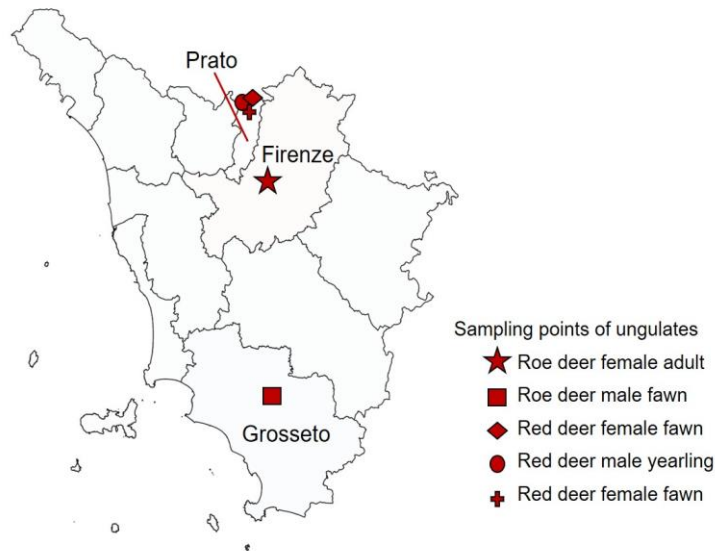 Prato
Firenze
Grosseto
Sampling points of ungulates
Roe deer female adult
Roe deer male fawn
Red deer female fawn
Red deer male yearling
Red deer female fawn